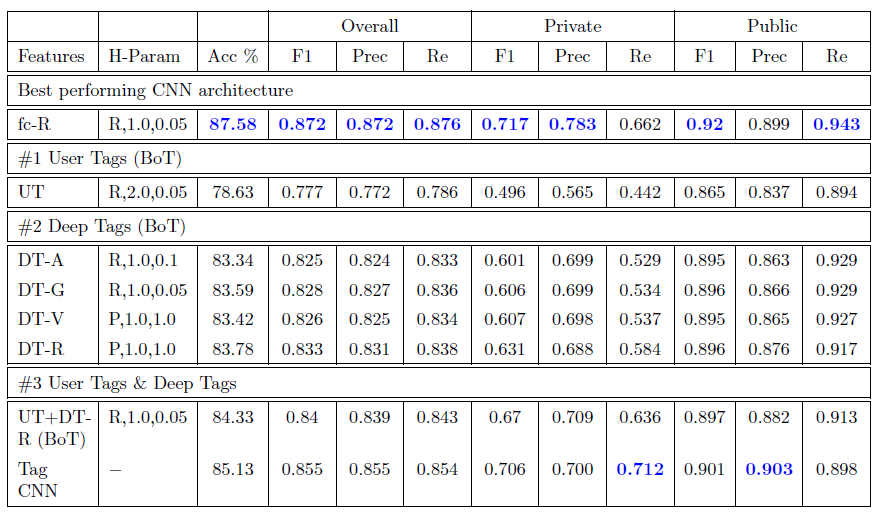 Overall Private Public
Features H-Param Acc % F1 Prec Re F1 Prec Re F1 Prec Re
Best performing CNN architecture
fc-R R,1.0,0.05 87.58 0.872 0.872 0.876 0.717 0.783 0.662 0.92 0.899 0.943
#1 User Tags (BoT)
UT R,2.0,0.05 78.63 0.777 0.772 0.786 0.496 0.565 0.442 0.865 0.837 0.894
#2 Deep Tags (BoT)
DT-A R,1.0,0.1 83.34 0.825 0.824 0.833 0.601 0.699 0.529 0.895 0.863 0.929
DT-G R,1.0,0.05 83.59 0.828 0.827 0.836 0.606 0.699 0.534 0.896 0.866 0.929
DT-V P,1.0,1.0 83.42 0.826 0.825 0.834 0.607 0.698 0.537 0.895 0.865 0.927
DT-R P,1.0,1.0 83.78 0.833 0.831 0.838 0.631 0.688 0.584 0.896 0.876 0.917
#3 User Tags & Deep Tags
UT+DT- R,1.0,0.05 84.33 0.84 0.839 0.843 0.67 0.709 0.636 0.897 0.882 0.913
R (BoT)
Tag − 85.13 0.855 0.855 0.854 0.706 0.700 0.712 0.901 0.903 0.898
CNN